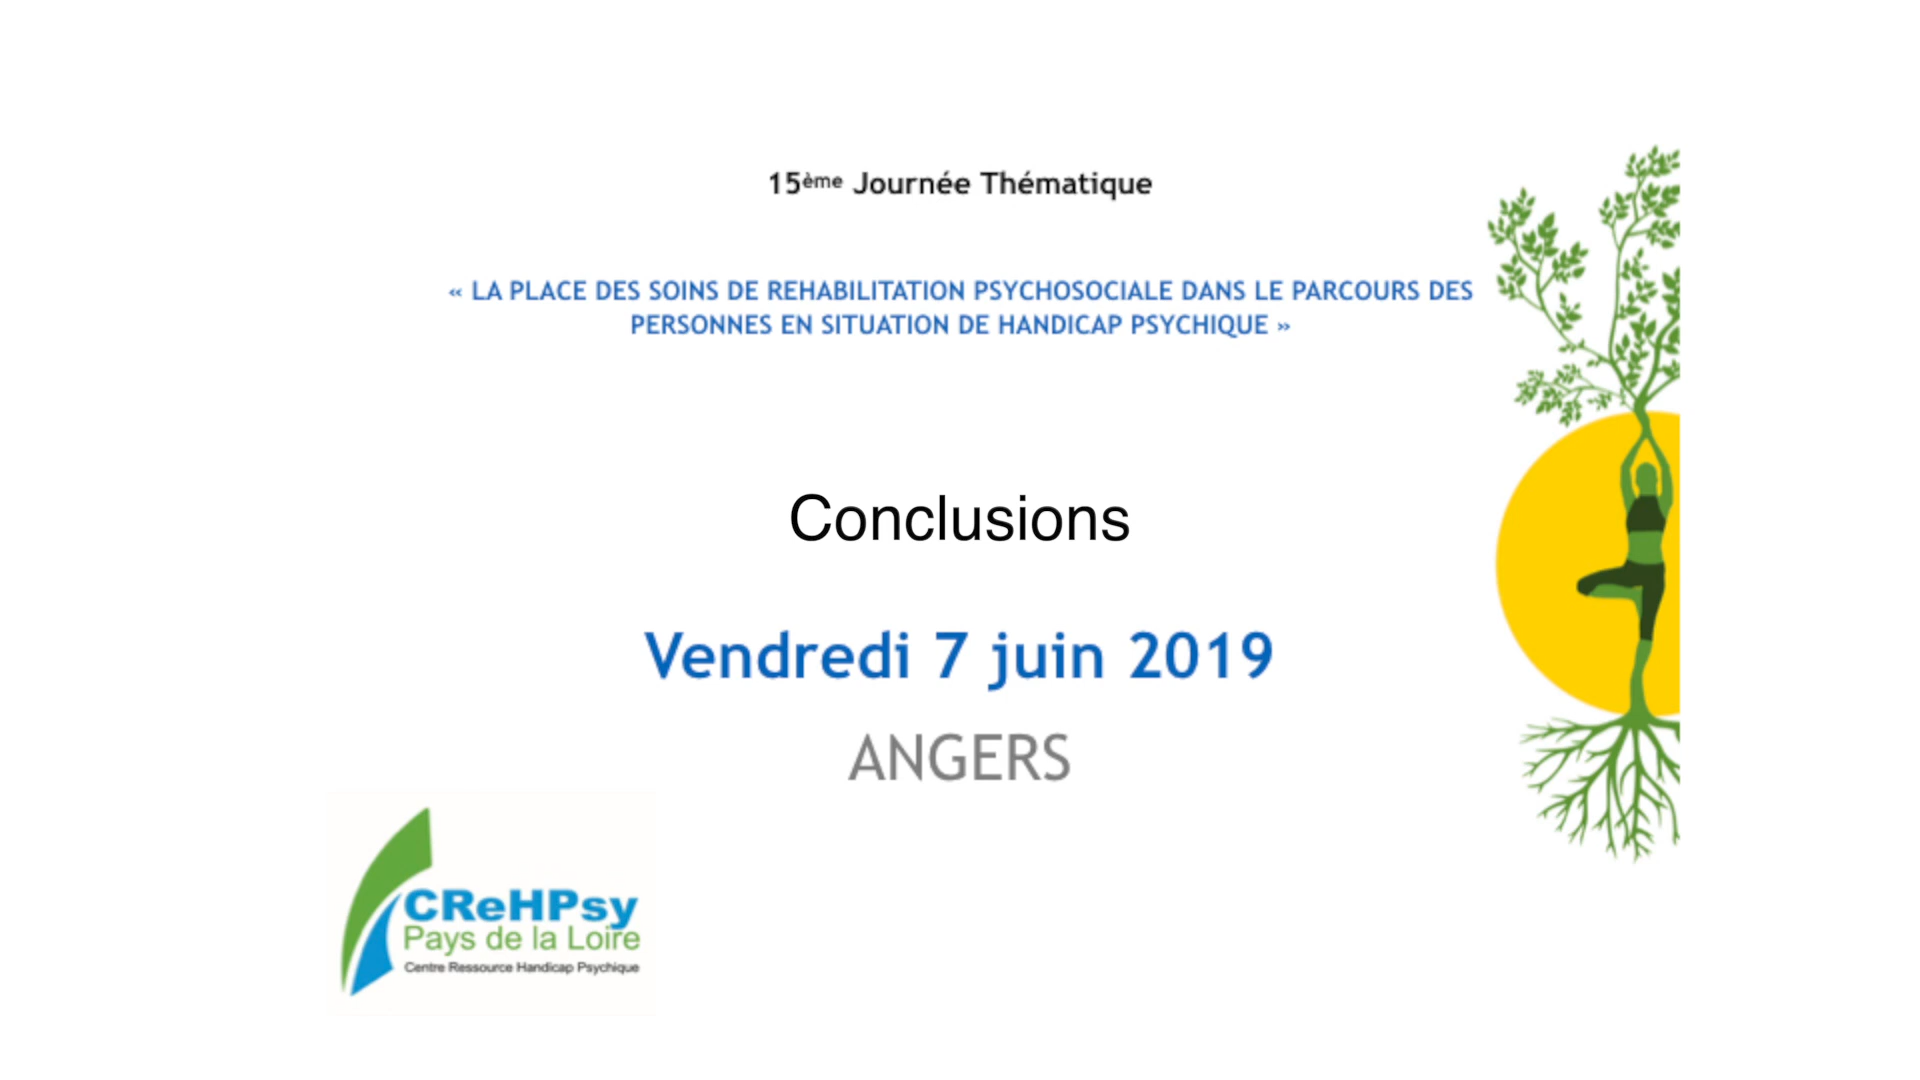 15ème Journée Thématique
« LA PLACE DES SOINS DE REHABILITATION PSYCHOSOCIALE DANS LE PARCOURS DES
PERSONNES EN SITUATION DE HANDICAP PSYCHIQUE »
Conclusions
Vendredi 7 juin 2019
ANGERS
CReHPsy
Pays de la Loire
Centre Ressource Handicap Psychique